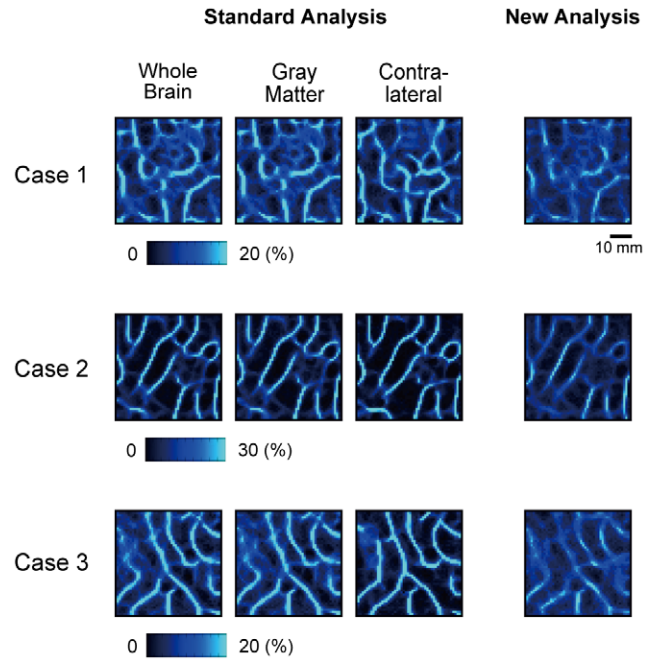 Standard Analysis New Analysis
Whole Brain Gray Matter Contra- lateral
Case 1
10 mm
0 20 (%)
Case 2
0 30 (%)
Case 3
0 20 (%)